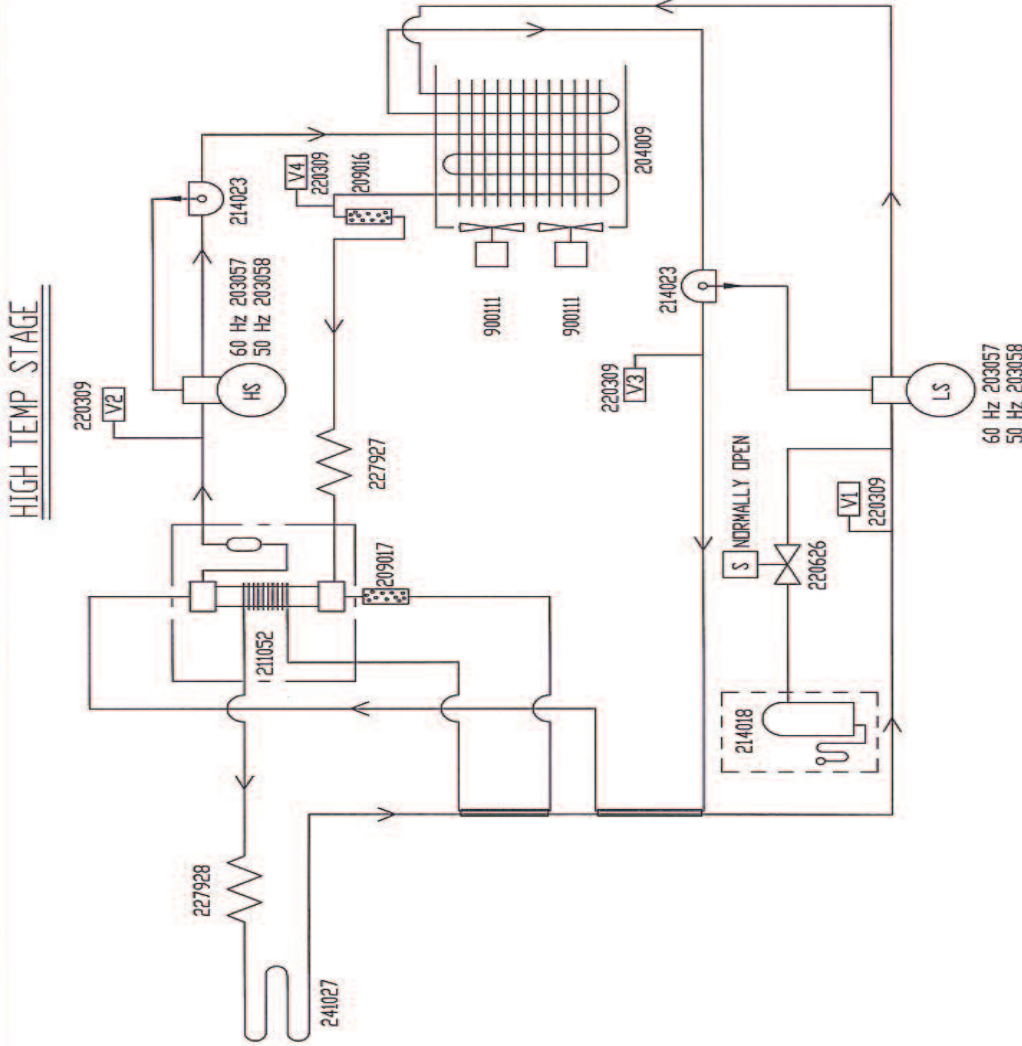 HIGH TEMP STAGE
220309
V2
HS
60 Hz 203057
50 Hz 203058
214023
V4
220309
209016
204009
900111
900111
227927
209017
211052
214023
220309
V3
NORMALLY OPEN
S
220626
V1
220309
LS
60 Hz 203057
50 Hz 203058
214018
227928
241027